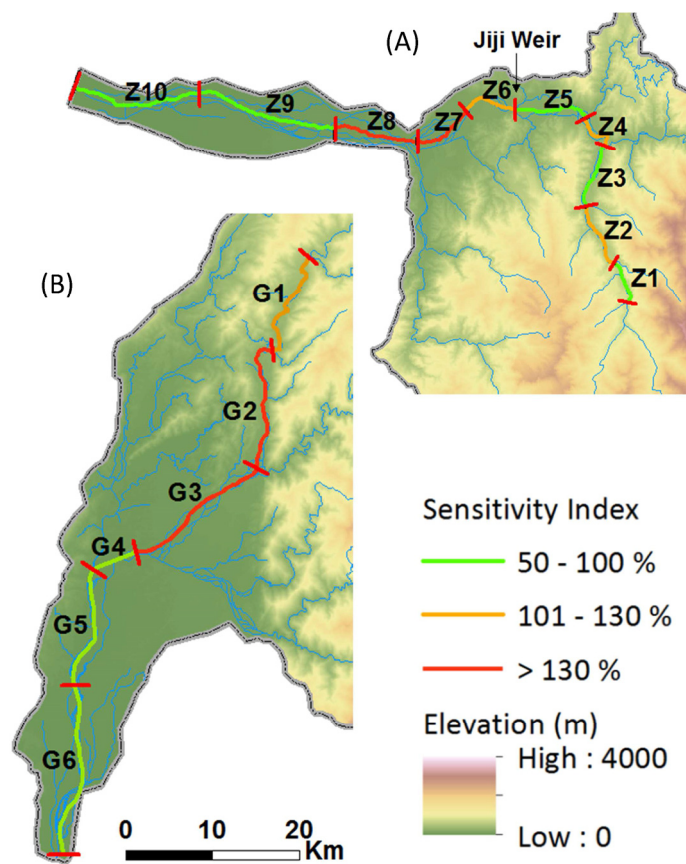 (A)
Jiji Weir
Z10
Z9
Z8
Z7
Z6
Z5
Z4
Z3
Z2
Z1
(B)
G1
G2
G3
G4
G5
G6
Sensitivity Index
50 - 100 %
101 - 130 %
> 130 %
Elevation (m)
High : 4000
Low : 0
0 10 20
Km